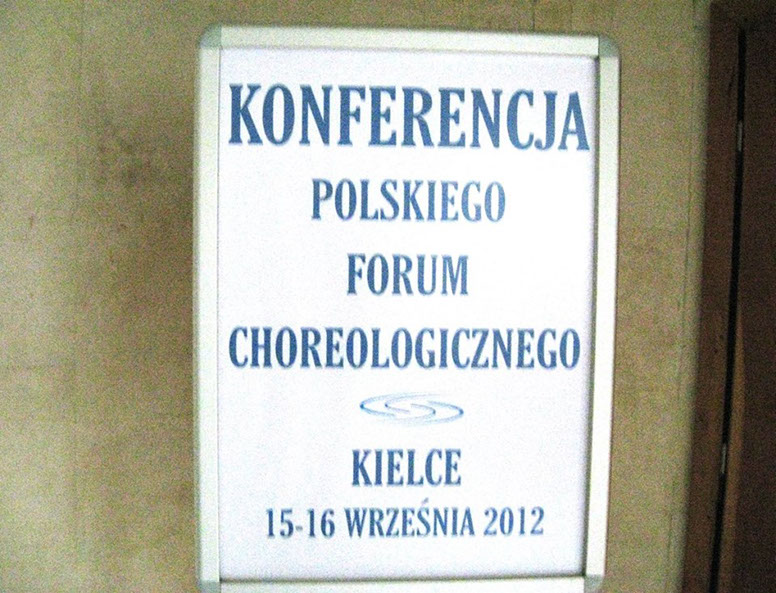 KONFERENCJA
POLSKIEGO
FORUM
CHOREOLOGICZNEGO
KIELCE
15-16 WRZEŚNIA 2012